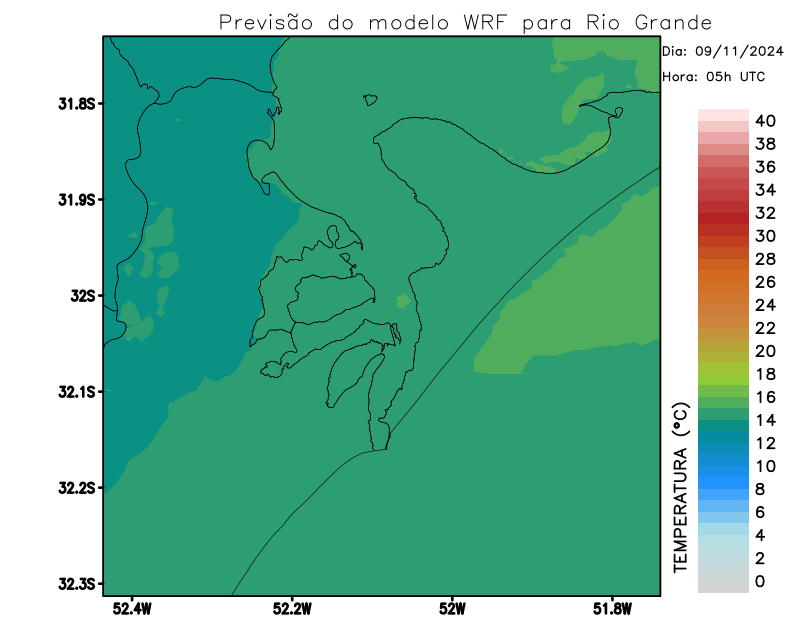 Previsão do modelo WRF para Rio Grande
Dia: 09/11/2024
Hora: 05h UTC
31.8S
31.9S
32S
32.1S
32.2S
32.3S
52.4W
52.2W
52W
51.8W
TEMPERATURA (°C)
40
38
36
34
32
30
28
26
24
22
20
18
16
14
12
10
8
6
4
2
0